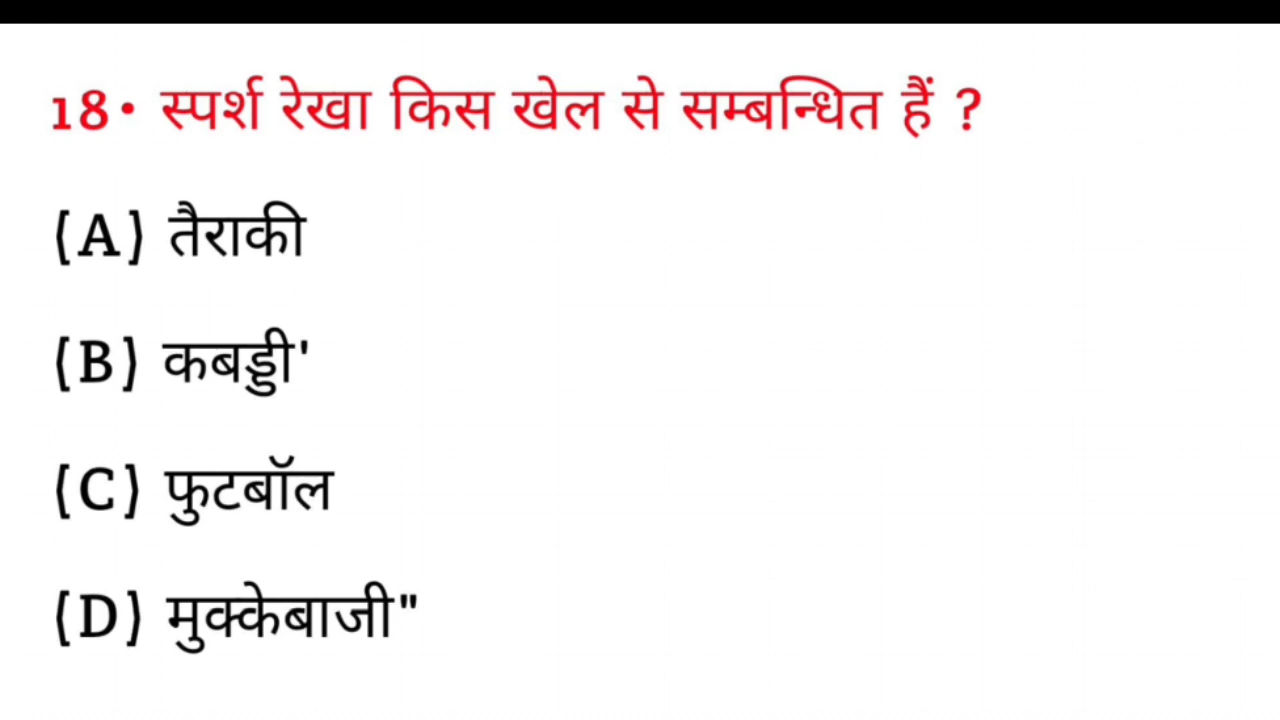 18• स्पर्श रेखा किस खेल से सम्बन्धित हैं ?
(A) तैराकी
(B) कबड्डी'
(C) फुटबॉल
(D) मुक्केबाजी"